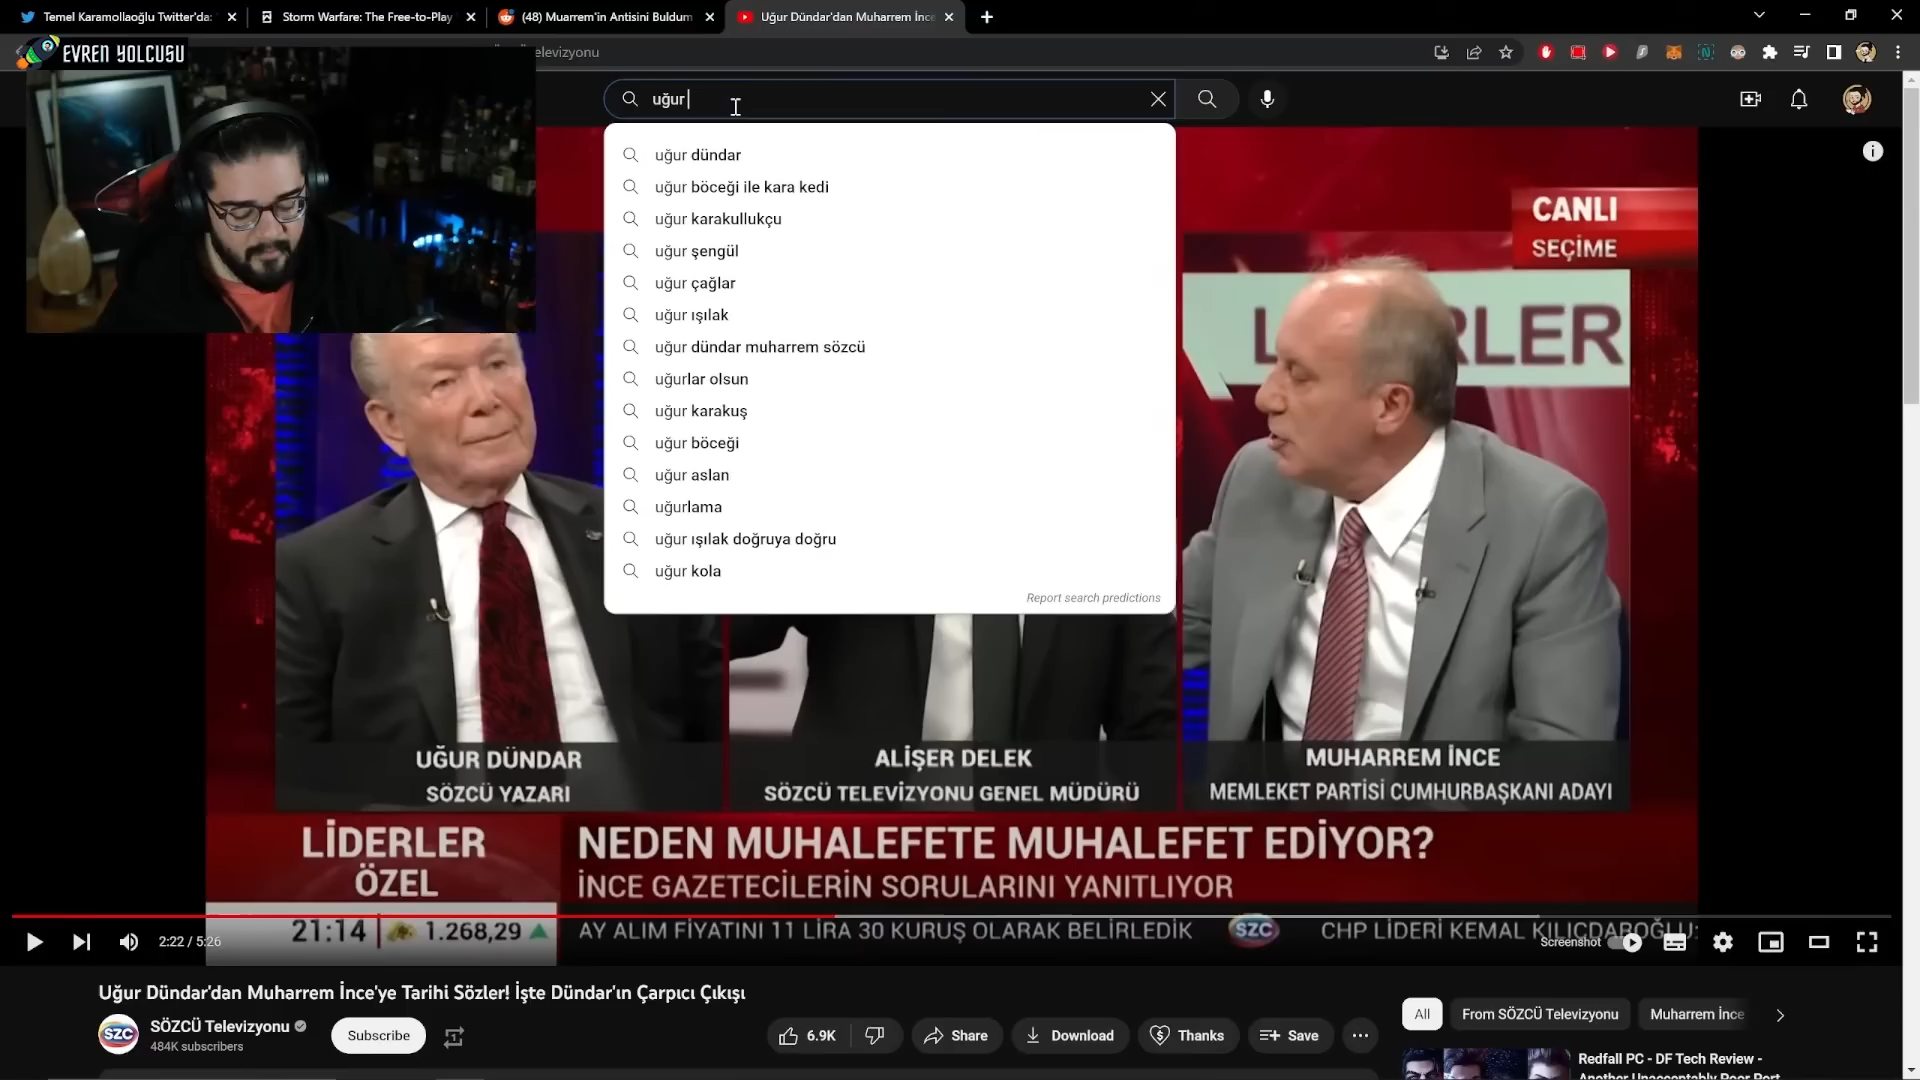 Temel Karamollaoğlu Twitter'da:
Storm Warfare: The Free-to-Play
(48) Muarrem'in Antisini Buldum
Uğur Dündar'dan Muharrem İnce
EVREN YOLCUSU
elevizyonu
uğur
uğur dündar
uğur böceği ile kara kedi
uğur karakullukçu
uğur şengül
uğur çağlar
uğur ışılak
uğur dündar muharrem sözcü
uğurlar olsun
uğur karakuş
uğur böceği
uğur aslan
uğurlama
uğur ışılak doğruya doğru
uğur kola
Report search predictions
CANLI
SEÇİME
L RLER
UĞUR DÜNDAR
SÖZCÜ YAZARI
ALİŞER DELEK
SÖZCÜ TELEVİZYONU GENEL MÜDÜRÜ
MUHARREM İNCE
MEMLEKET PARTİSİ CUMHURBAŞKANI ADAYI
LİDERLER
ÖZEL
NEDEN MUHALEFETE MUHALEFET EDİYOR?
İNCE GAZETECİLERİN SORULARINI YANITLIYOR
21:14 1.268,29 AY ALIM FİYATINI 11 LİRA 30 KURUŞ OLARAK BELİRLEDİK SZC CHP LİDERİ KEMAL KILIÇDAROĞLU:
2:22 / 5:26
Screenshot
Uğur Dündar'dan Muharrem İnce'ye Tarihi Sözler! İşte Dündar'ın Çarpıcı Çıkışı
SZC
SÖZCÜ Televizyonu
484K subscribers
Subscribe
6.9K
Share
Download
Thanks
Save
All
From SÖZCÜ Televizyonu
Muharrem İnce
Redfall PC - DF Tech Review -
Another Unacceptably Poor Port